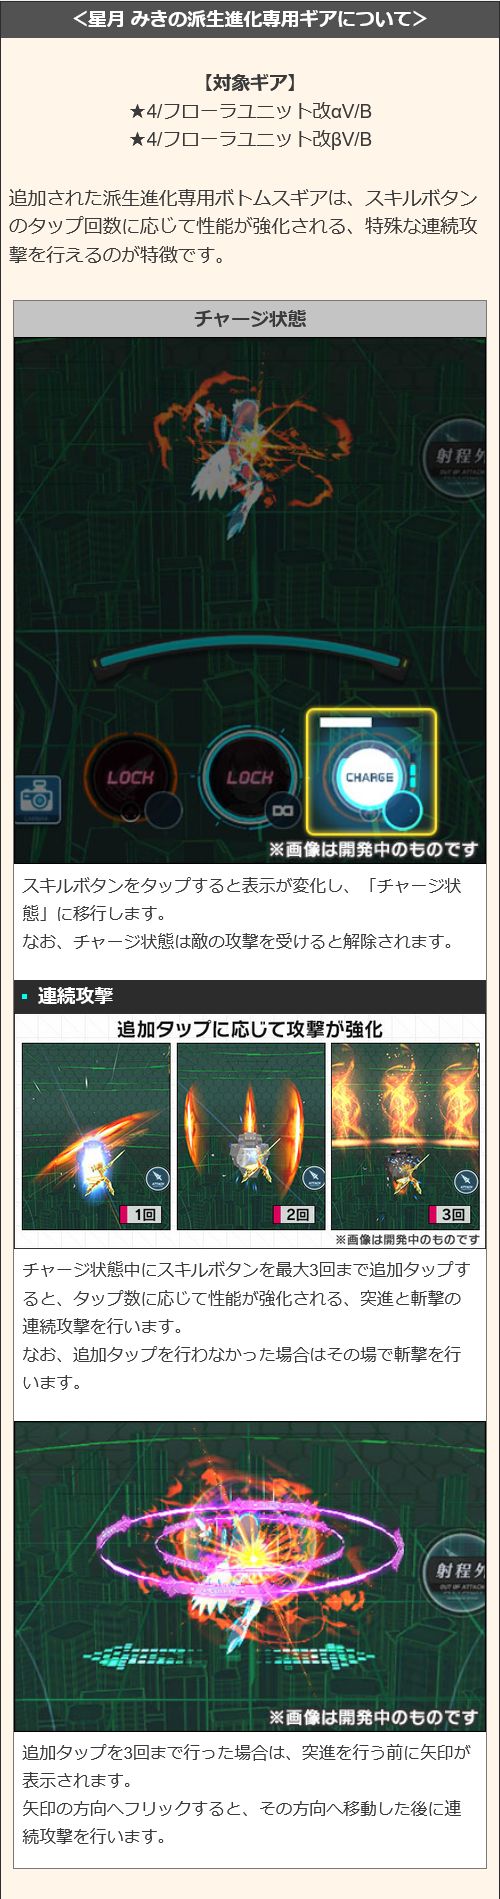 ＜星月 みきの派生進化専用ギアについて＞
【対象ギア】
★4/フローラユニット改αV/B
★4/フローラユニット改βV/B
追加された派生進化専用ボトムスギアは、スキルボタン
のタップ回数に応じて性能が強化される、特殊な連続攻
撃を行えるのが特徴です。
チャージ状態
射程外
OUT OF ATTACK
LOCK
LOCK
CHARGE
CAMERA
※画像は開発中のものです
スキルボタンをタップすると表示が変化し、「チャージ状
態」に移行します。
なお、チャージ状態は敵の攻撃を受けると解除されます。
連続攻撃
追加タップに応じて攻撃が強化
ATTACK
ATTACK
ATTACK
1回
2回
3回
※画像は開発中のものです
チャージ状態中にスキルボタンを最大3回まで追加タップす
ると、タップ数に応じて性能が強化される、突進と斬撃の
連続攻撃を行います。
なお、追加タップを行わなかった場合はその場で斬撃を行
います。
射程外
OUT OF ATTACK
※画像は開発中のものです
追加タップを3回まで行った場合は、突進を行う前に矢印が
表示されます。
矢印の方向へフリックすると、その方向へ移動した後に連
続攻撃を行います。